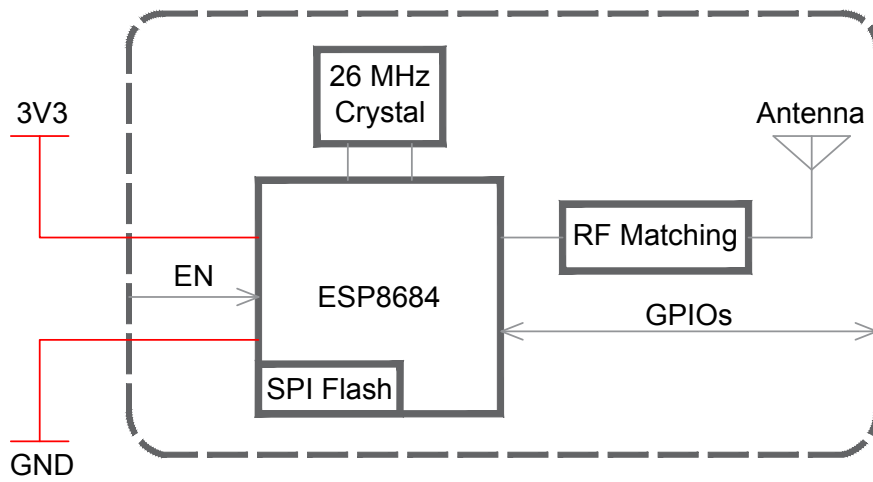 26 MHz
Crystal
3V3
Antenna
RF Matching
EN
ESP8684
GPIOs
SPI Flash
GND